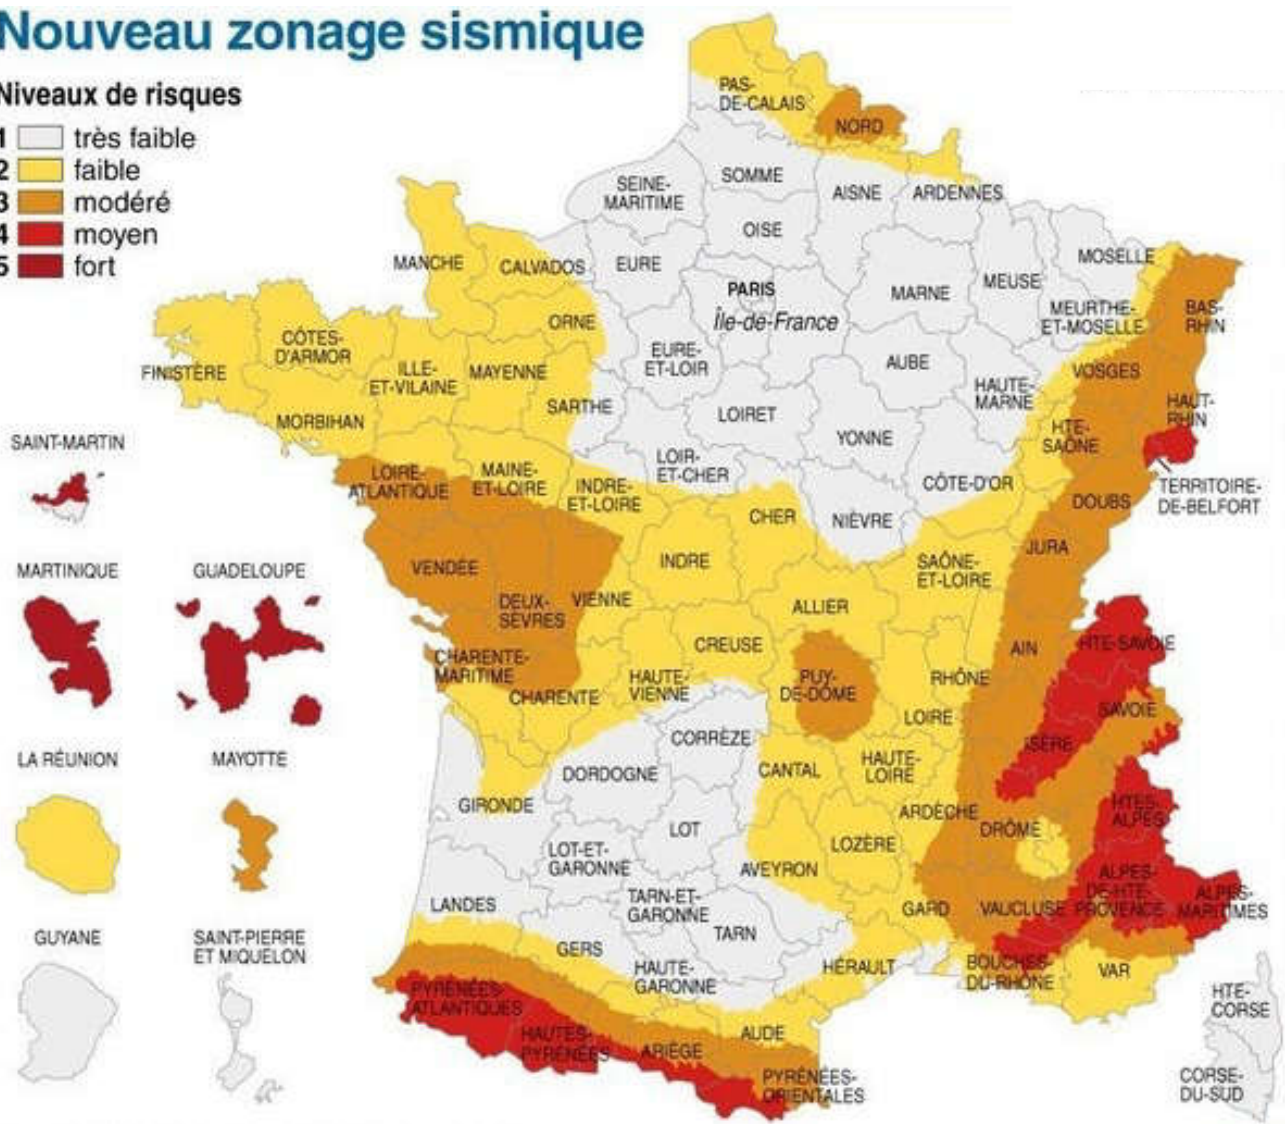 Nouveau zonage sismique
Niveaux de risques
1 très faible
2 faible
3 modéré
4 moyen
5 fort
PAS-
DE-CALAIS
NORD
SOMME
SEINE-
MARITIME
AISNE
ARDENNES
OISE
MANCHE
CALVADOS
EURE
PARIS
Île-de-France
MARNE
MEUSE
MOSELLE
MEURTHE-
ET-MOSELLE
BAS-
RHIN
ORNE
CÔTES-
D'ARMOR
FINISTÈRE
ILLE-
ET-VILAINE
MAYENNE
EURE-
ET-LOIR
AUBE
HAUTE-
MARNE
VOSGES
HAUT-
RHIN
MORBIHAN
SARTHE
LOIRET
YONNE
HTE-
SAÔNE
SAINT-MARTIN
LOIRE-
ATLANTIQUE
MAINE-
ET-LOIRE
INDRE-
ET-LOIRE
LOIR-
ET-CHER
CÔTE-D'OR
DOUBS
TERRITOIRE-
DE-BELFORT
CHER
NIÈVRE
MARTINIQUE
GUADELOUPE
VENDÉE
DEUX-
SÈVRES
VIENNE
INDRE
SAÔNE-
ET-LOIRE
JURA
ALLIER
CREUSE
CHARENTE-
MARITIME
CHARENTE
HAUTE-
VIENNE
PUY-
DE-DÔME
RHÔNE
AIN
HTE-SAVOIE
SAVOIE
LOIRE
ISÈRE
LA RÉUNION
MAYOTTE
CORRÈZE
DORDOGNE
CANTAL
HAUTE-
LOIRE
GIRONDE
LOT
ARDÈCHE
DRÔME
HTES-
ALPES
LOT-ET-
GARONNE
AVEYRON
LOZÈRE
LANDES
TARN-ET-
GARONNE
TARN
GARD
VAUCLUSE
ALPES-
DE-HTE-
PROVENCE
ALPES-
MARITIMES
GUYANE
SAINT-PIERRE
ET MIQUELON
GERS
HAUTE-
GARONNE
HÉRAULT
BOUCHES-
DU-RHÔNE
VAR
PYRÉNÉES-
ATLANTIQUES
HAUTES-
PYRÉNÉES
ARIÈGE
AUDE
PYRÉNÉES-
ORIENTALES
HTE-
CORSE
CORSE-
DU-SUD